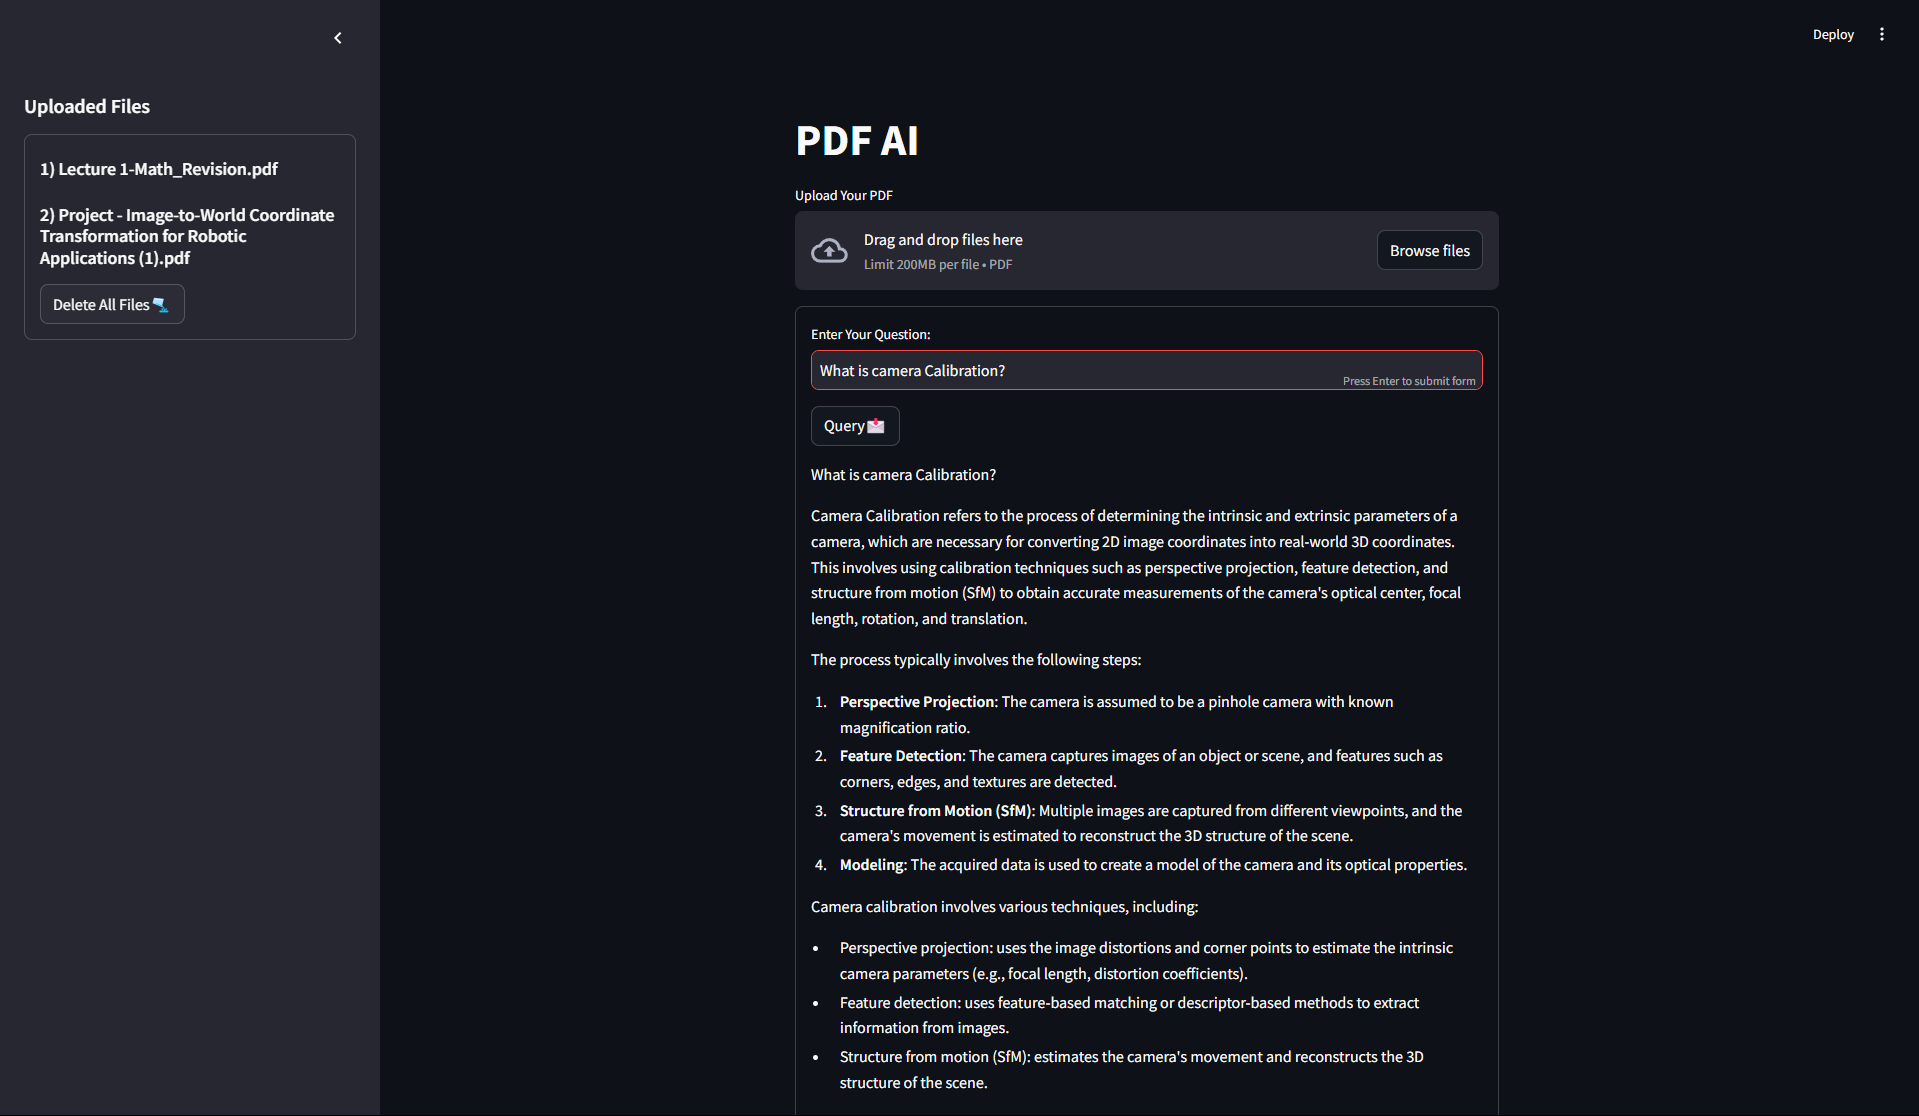 Deploy
Uploaded Files
1) Lecture 1-Math_Revision.pdf
2) Project - Image-to-World Coordinate
Transformation for Robotic
Applications (1).pdf
Delete All Files
PDF AI
Upload Your PDF
Drag and drop files here
Limit 200MB per file • PDF
Browse files
Enter Your Question:
What is camera Calibration?
Press Enter to submit form
Query
What is camera Calibration?
Camera Calibration refers to the process of determining the intrinsic and extrinsic parameters of a
camera, which are necessary for converting 2D image coordinates into real-world 3D coordinates.
This involves using calibration techniques such as perspective projection, feature detection, and
structure from motion (SfM) to obtain accurate measurements of the camera's optical center, focal
length, rotation, and translation.
The process typically involves the following steps:
1. Perspective Projection: The camera is assumed to be a pinhole camera with known
magnification ratio.
2. Feature Detection: The camera captures images of an object or scene, and features such as
corners, edges, and textures are detected.
3. Structure from Motion (SfM): Multiple images are captured from different viewpoints, and the
camera's movement is estimated to reconstruct the 3D structure of the scene.
4. Modeling: The acquired data is used to create a model of the camera and its optical properties.
Camera calibration involves various techniques, including:
• Perspective projection: uses the image distortions and corner points to estimate the intrinsic
camera parameters (e.g., focal length, distortion coefficients).
• Feature detection: uses feature-based matching or descriptor-based methods to extract
information from images.
• Structure from motion (SfM): estimates the camera's movement and reconstructs the 3D
structure of the scene.